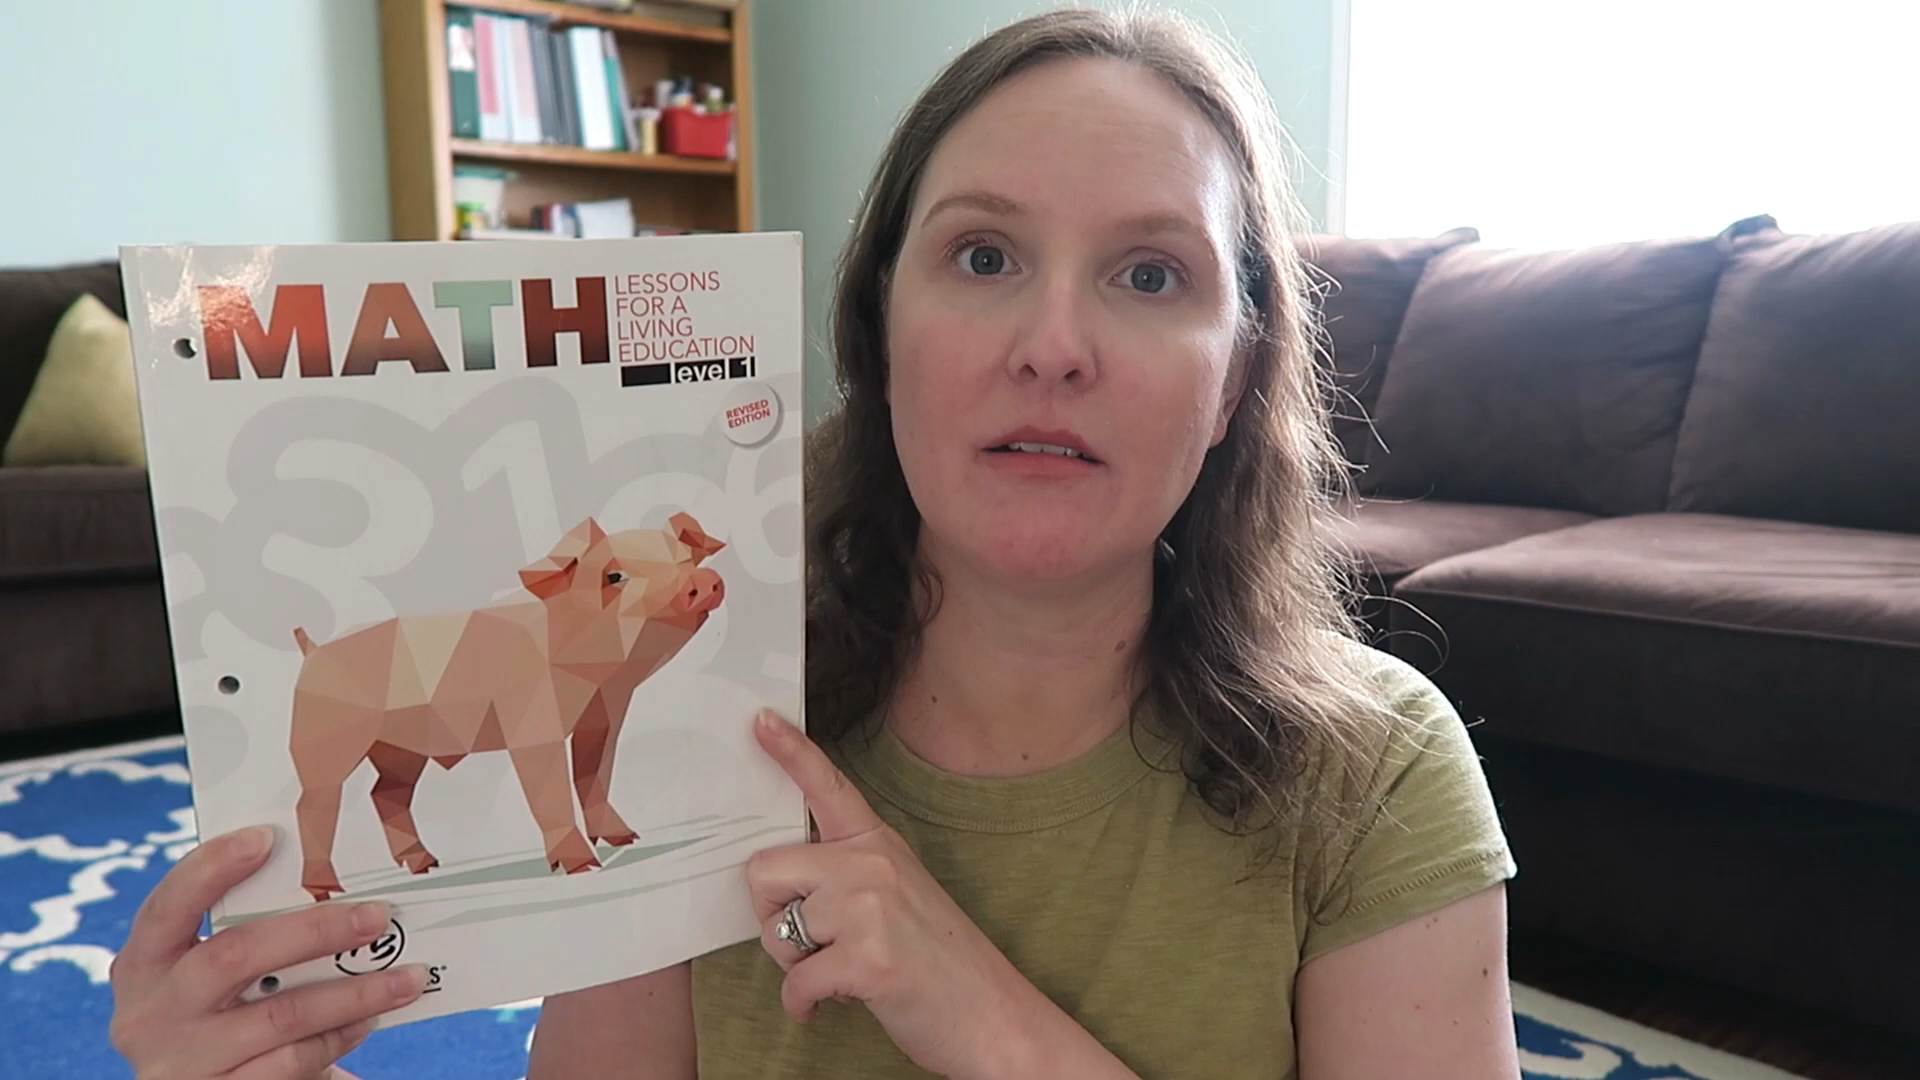 MATH
LESSONS
FOR A
LIVING
EDUCATION
level 1
REVISED
EDITION